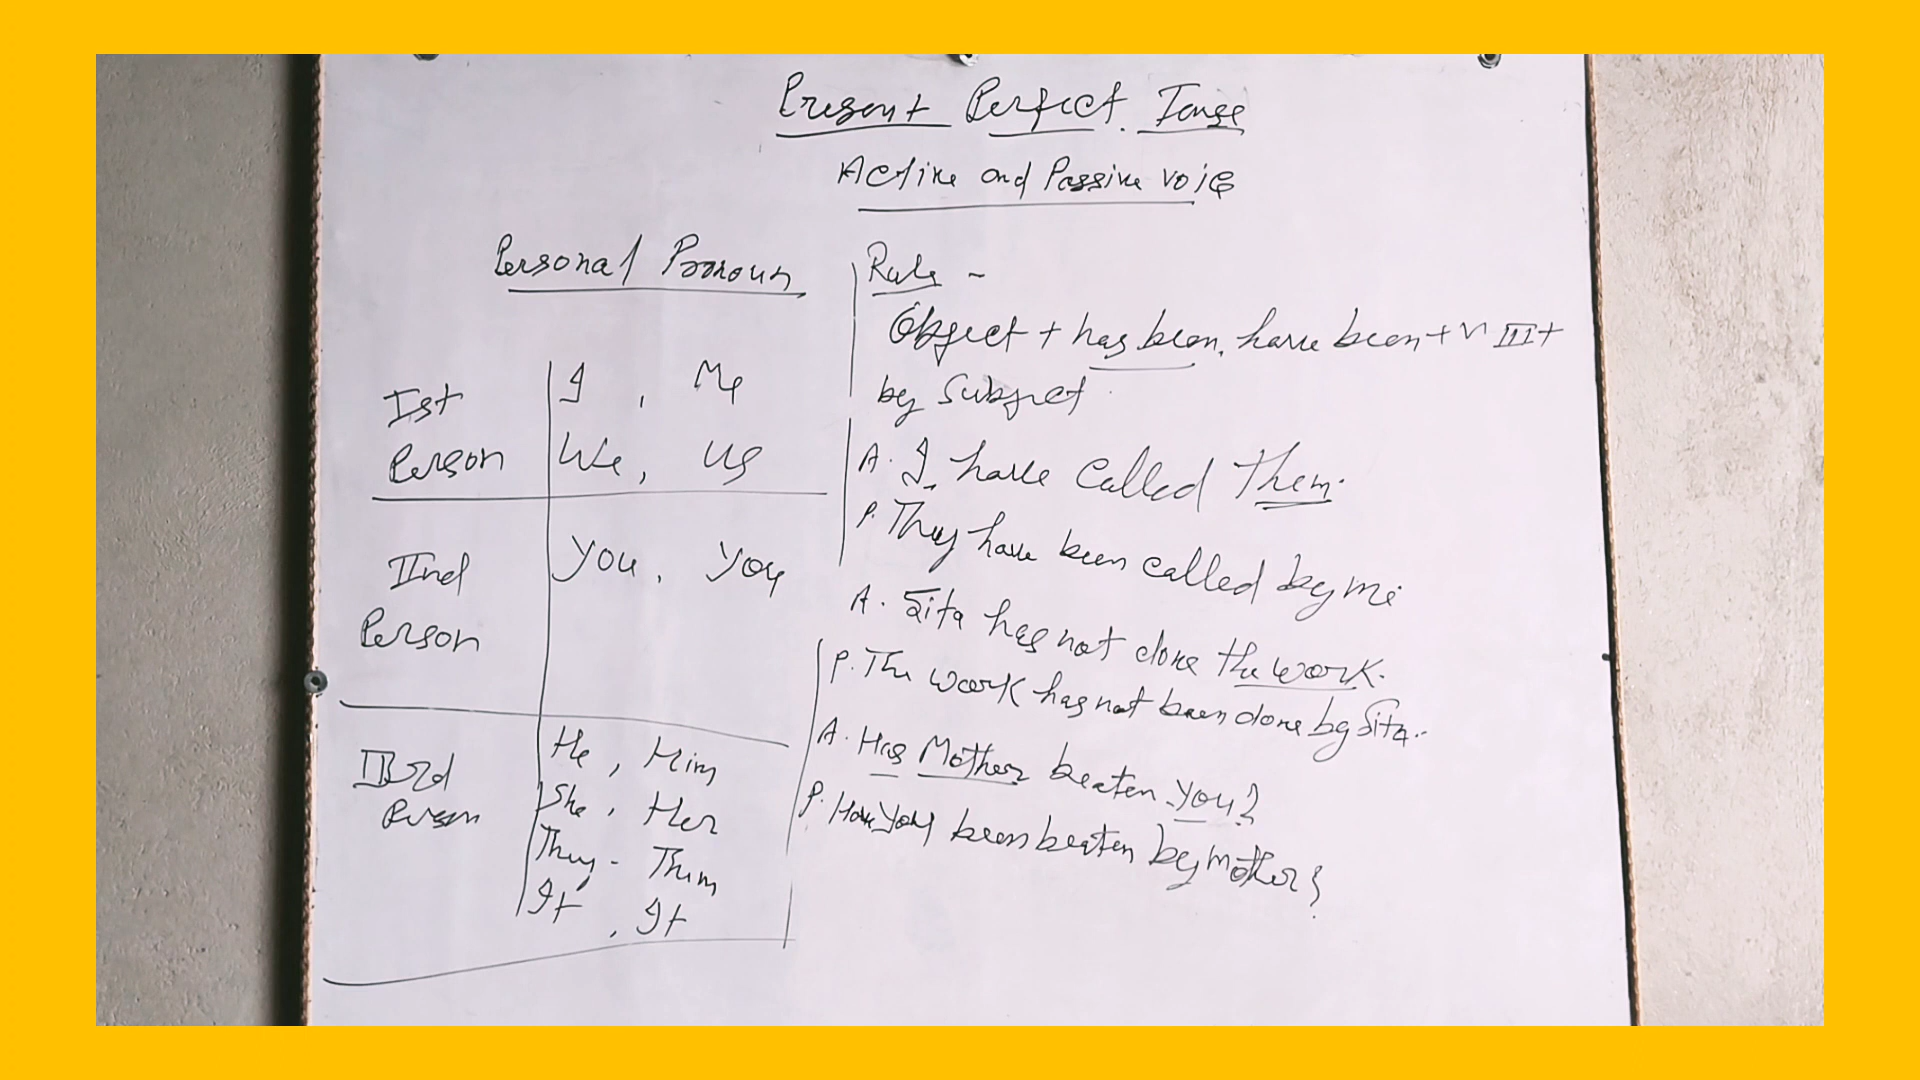 Present Perfect Tense
Active and Passive voice
Personal Pronoun
Ist Person
I, Me
We, us
IInd Person
you, you
IIIrd Person
He, Him
She, Her
They - Them
It, It
Rule -
Object + has been, have been + V III +
by Subject.
A. I have called them.
P. They have been called by me
A. Sita has not done the work.
P. The work has not been done by Sita.
A. Has Mother beaten you?
P. Have you been beaten by mother?